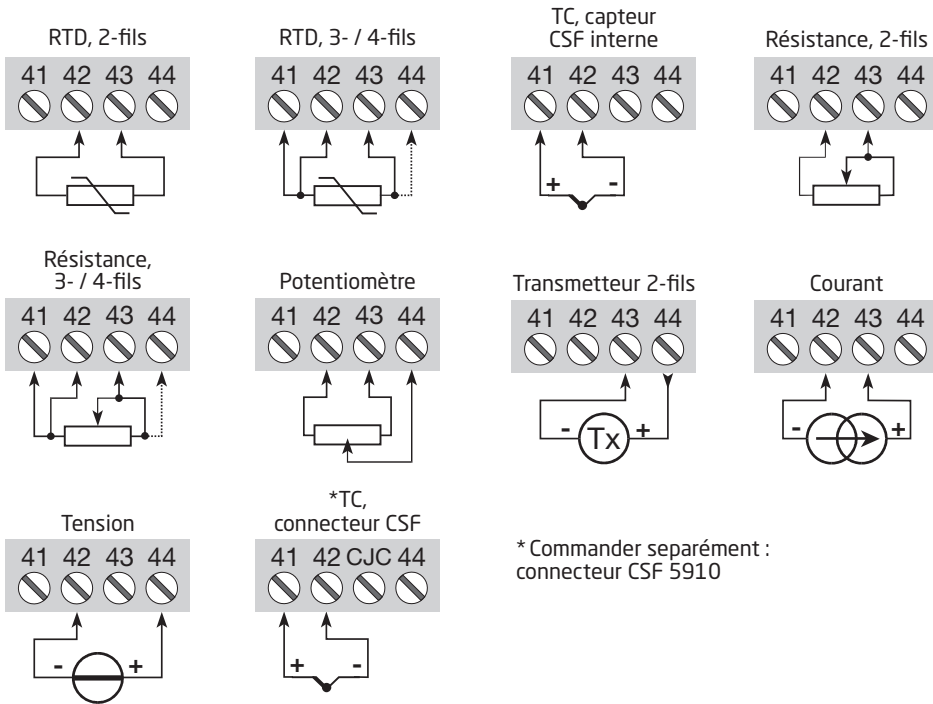 RTD, 2-fils
41 42 43 44
RTD, 3- / 4-fils
41 42 43 44
TC, capteur
CSF interne
41 42 43 44
+ -
Résistance, 2-fils
41 42 43 44
Résistance,
3- / 4-fils
41 42 43 44
Potentiomètre
41 42 43 44
Transmetteur 2-fils
41 42 43 44
- Tx +
Courant
41 42 43 44
- +
Tension
41 42 43 44
- +
*TC,
connecteur CSF
41 42 CJC 44
+ -
* Commander separément :
connecteur CSF 5910